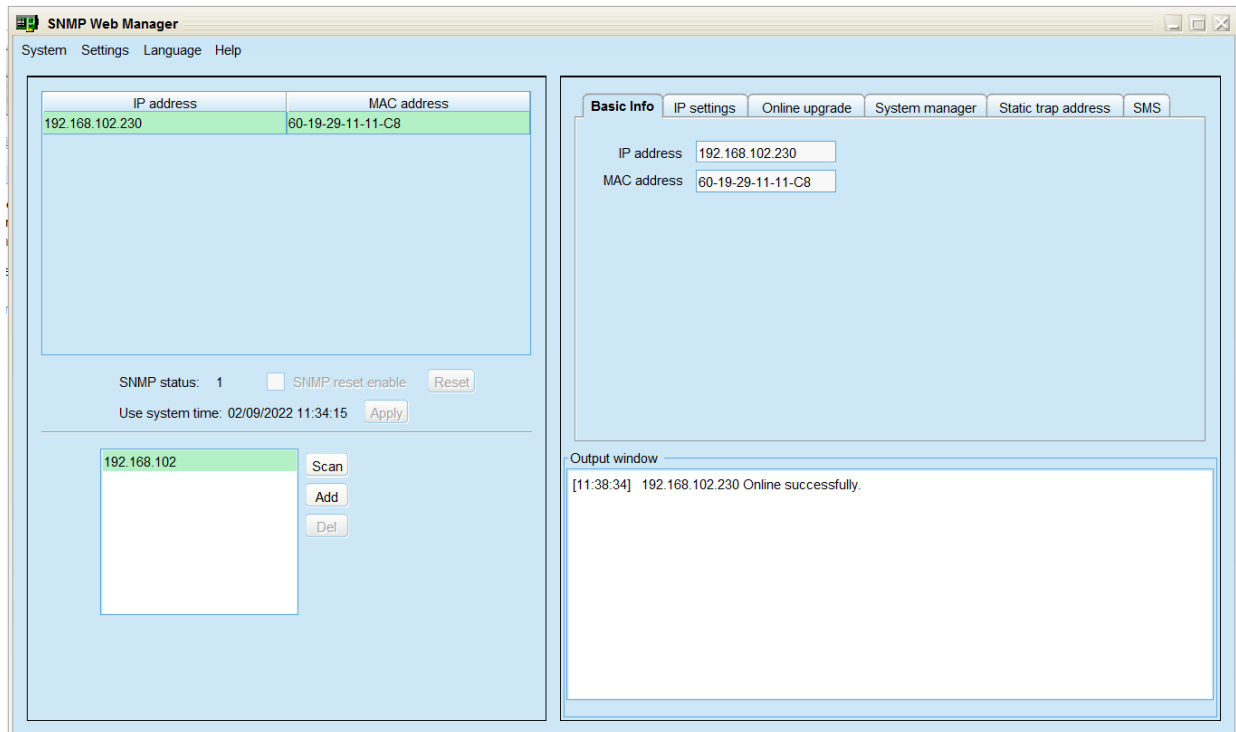 SNMP Web Manager
System Settings Language Help
IP address MAC address
192.168.102.230 60-19-29-11-11-C8
SNMP status: 1 SNMP reset enable Reset
Use system time: 02/09/2022 11:34:15 Apply
192.168.102
Scan
Add
Del
Basic Info IP settings Online upgrade System manager Static trap address SMS
IP address 192.168.102.230
MAC address 60-19-29-11-11-C8
Output window
[11:38:34] 192.168.102.230 Online successfully.